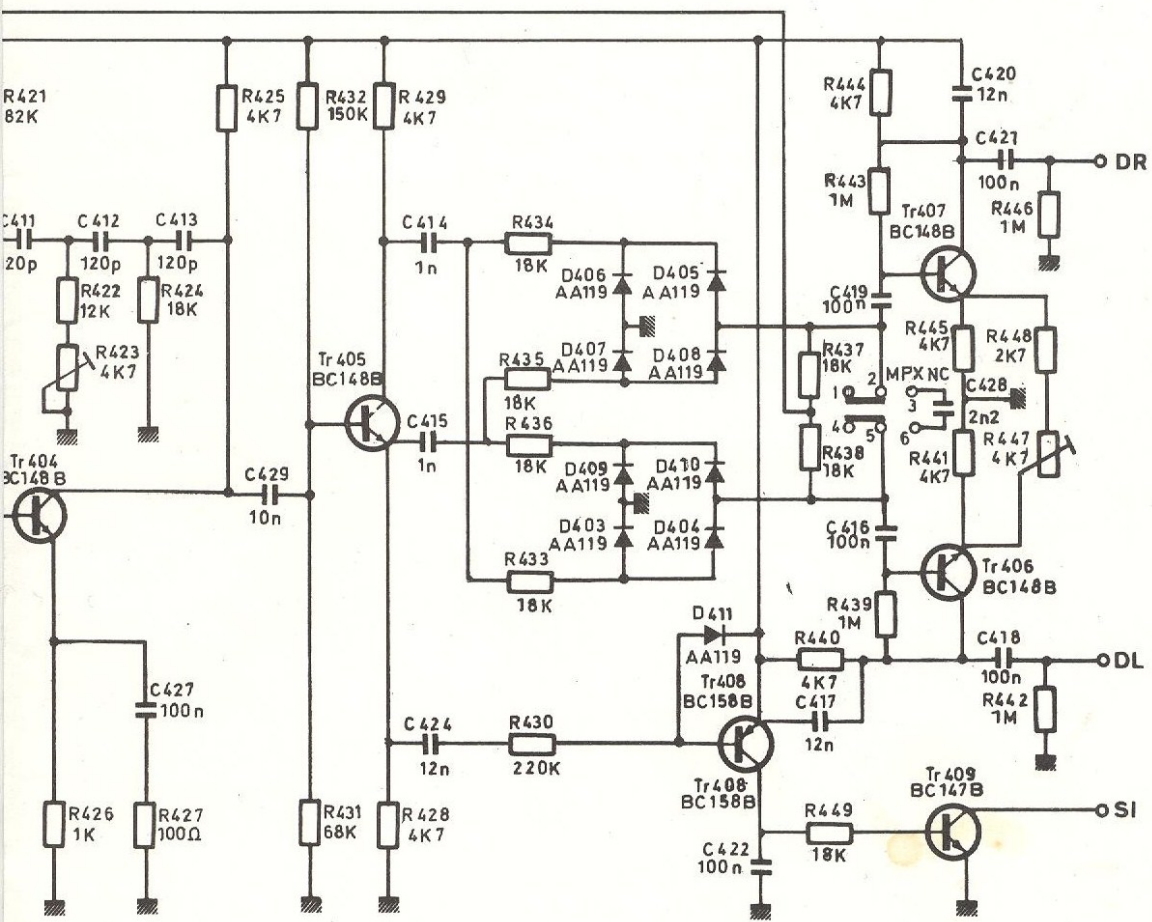 R421
82K
R425
4K7
R432
150K
R429
4K7
R444
4K7
C420
12n
C421
100n
DR
R443
1M
R446
1M
Tr407
BC148B
C411
20p
C412
120p
C413
120p
C414
1n
R434
18K
R422
12K
R424
18K
D406
AA119
D405
AA119
C419
100n
R423
4K7
Tr405
BC148B
R435
18K
D407
AA119
D408
AA119
R437
18K
R445
4K7
R448
2K7
1
2
MPX NC
3
C428
2n2
4
5
6
C415
1n
R436
18K
R438
18K
R441
4K7
R447
4K7
Tr404
BC148B
C429
10n
D409
AA119
D410
AA119
D403
AA119
D404
AA119
C416
100n
R433
18K
Tr406
BC148B
R439
1M
D411
AA119
R440
4K7
C418
100n
DL
Tr408
BC158B
C417
12n
R442
1M
C427
100n
C424
12n
R430
220K
Tr408
BC158B
Tr409
BC147B
R426
1K
R427
100Ω
R431
68K
R428
4K7
R449
18K
SI
C422
100n